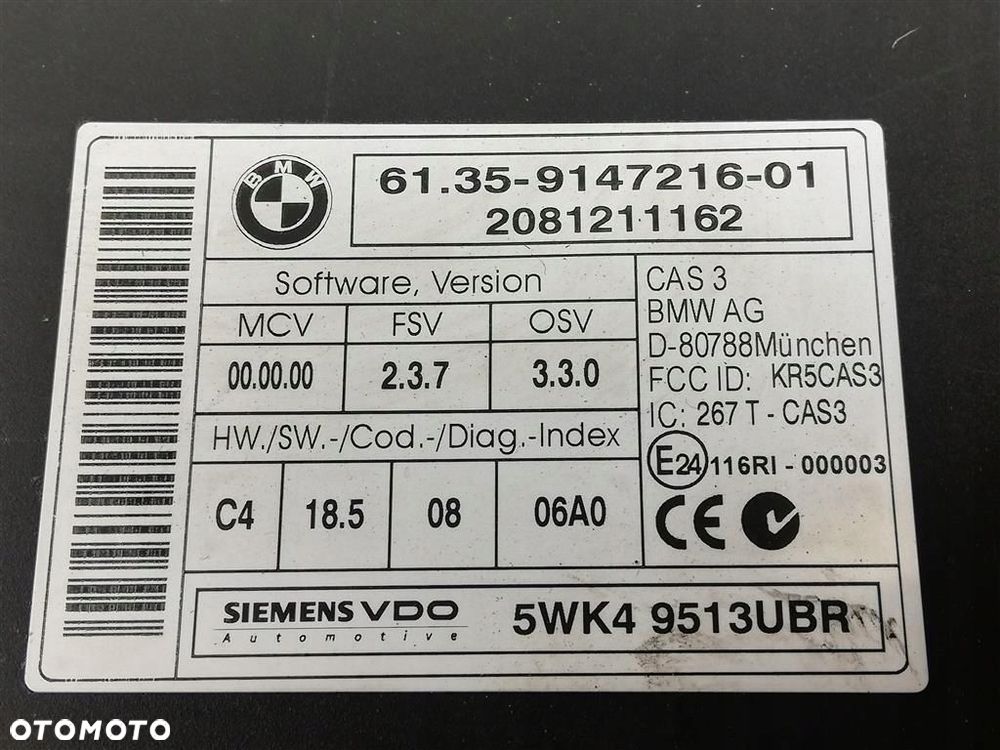 BMW
61.35-9147216-01
2081211162
Software, Version
MCV FSV OSV
00.00.00 2.3.7 3.3.0
HW./SW.-/Cod.-/Diag.-Index
C4 18.5 08 06A0
CAS 3
BMW AG
D-80788München
FCC ID: KR5CAS3
IC: 267 T - CAS3
E24 116RI - 000003
CE
SIEMENS VDO
Automotive
5WK4 9513UBR
OTOMOTO